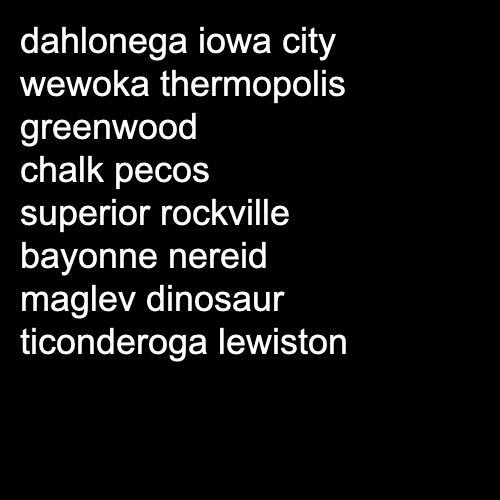 dahlonega iowa city
wewoka thermopolis
greenwood
chalk pecos
superior rockville
bayonne nereid
maglev dinosaur
ticonderoga lewiston